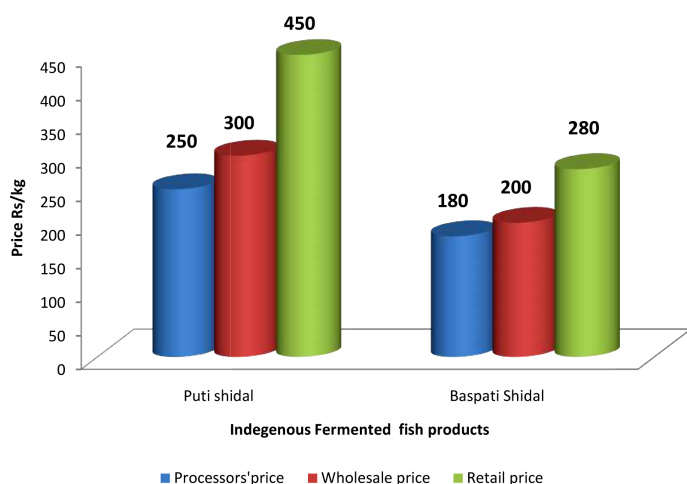 450
250
300
280
180
200
Price Rs/kg
450
400
350
300
250
200
150
100
50
0
Puti shidal
Baspati Shidal
Indegenous Fermented fish products
Processors'price
Wholesale price
Retail price